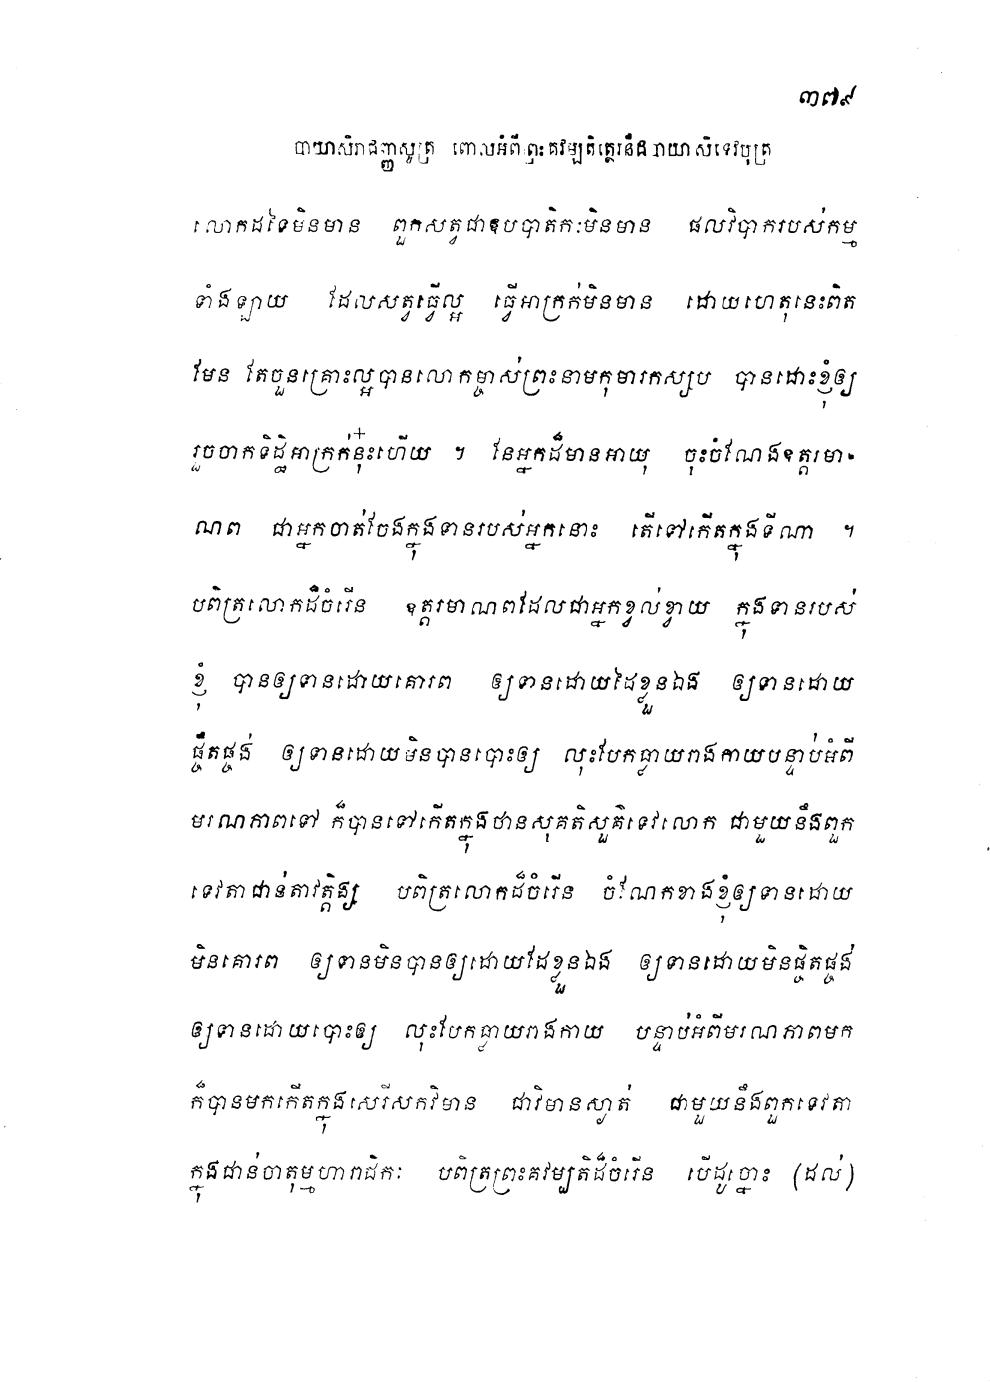 ៣៧៩
បាយាសិរាជញ្ញសូត្រ ពោលអំពីព្រះគវម្បតិត្ថេរនឹងបាយាសិទេវបុត្រ
លោកដទៃមិនមាន ពួកសត្វជាឧបបាតិកៈមិនមាន ផលវិបាករបស់កម្ម
ទាំងឡាយ ដែលសត្វធ្វើល្អ ធ្វើអាក្រក់មិនមាន ដោយហេតុនេះពិត
មែន តែចួនគ្រោះល្អបានលោកម្ចាស់ព្រះនាមកុមារកស្សប បានដោះខ្ញុំឲ្យ
រួចចាកទិដ្ឋិអាក្រក់នុ៎ះហើយ ។ នែអ្នកដ៏មានអាយុ ចុះចំណែងឧត្តរមា-
ណព ជាអ្នកចាត់ចែងក្នុងទានរបស់អ្នកនោះ តើទៅកើតក្នុងទីណា ។
បពិត្រលោកដ៏ចំរើន ឧត្តរមាណពដែលជាអ្នកខ្វល់ខ្វាយ ក្នុងទានរបស់
ខ្ញុំ បានឲ្យទានដោយគោរព ឲ្យទានដោយដៃខ្លួនឯង ឲ្យទានដោយ
ផ្ចិតផ្ចង់ ឲ្យទានដោយមិនបានបោះឲ្យ លុះបែកធ្លាយរាងកាយបន្ទាប់អំពី
មរណភាពទៅ ក៏បានទៅកើតក្នុងឋានសុគតិសួគ៌ទេវលោក ជាមួយនឹងពួក
ទេវតាជាន់តាវត្តិង្ស បពិត្រលោកដ៏ចំរើន ចំណែកខាងខ្ញុំឲ្យទានដោយ
មិនគោរព ឲ្យទានមិនបានឲ្យដោយដៃខ្លួនឯង ឲ្យទានដោយមិនផ្ចិតផ្ចង់
ឲ្យទានដោយបោះឲ្យ លុះបែកធ្លាយរាងកាយ បន្ទាប់អំពីមរណភាពមក
ក៏បានមកកើតក្នុងសេរីសកវិមាន ជាវិមានស្ងាត់ ជាមួយនឹងពួកទេវតា
ក្នុងជាន់ចាតុម្មហារាជិកៈ បពិត្រព្រះគវម្បតិដ៏ចំរើន បើដូច្នោះ (ដល់)